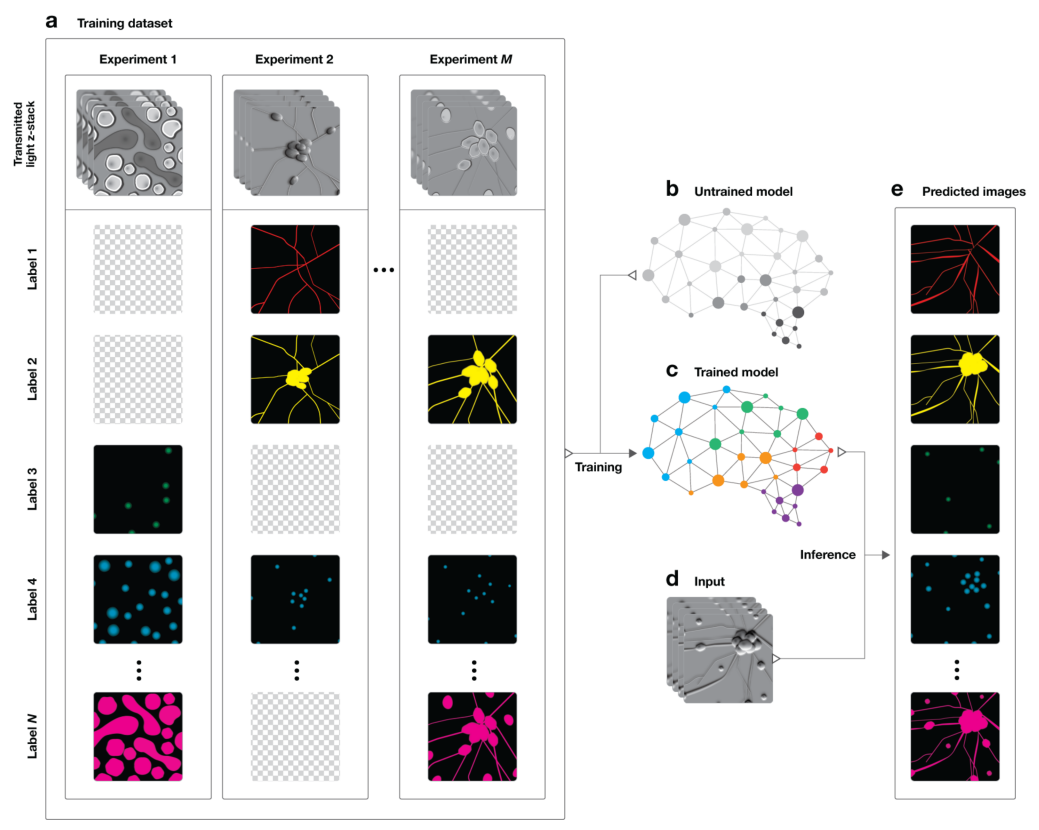 a Training dataset
Experiment 1
Experiment 2
Experiment M
Transmitted
light z-stack
Label 1
Label 2
Label 3
Label 4
Label N
Training
b Untrained model
c Trained model
d Input
Inference
e Predicted images